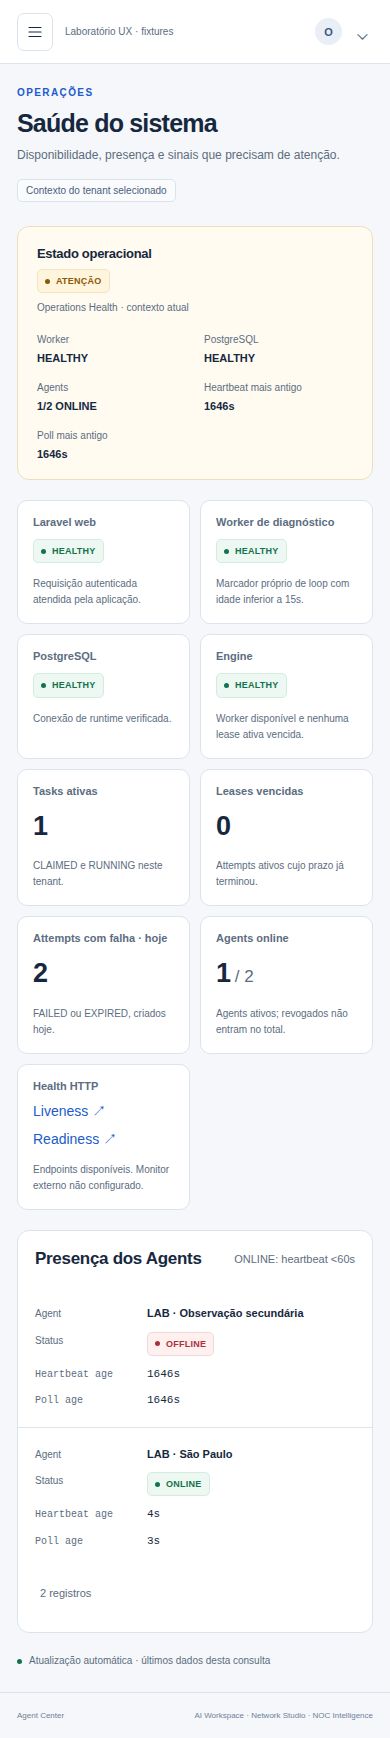 Laboratório UX · fixtures
O
OPERAÇÕES
Saúde do sistema
Disponibilidade, presença e sinais que precisam de atenção.
Contexto do tenant selecionado
Estado operacional
ATENÇÃO
Operations Health · contexto atual
Worker
HEALTHY
PostgreSQL
HEALTHY
Agents
1/2 ONLINE
Heartbeat mais antigo
1646s
Poll mais antigo
1646s
Laravel web
HEALTHY
Requisição autenticada
atendida pela aplicação.
Worker de diagnóstico
HEALTHY
Marcador próprio de loop com
idade inferior a 15s.
PostgreSQL
HEALTHY
Conexão de runtime verificada.
Engine
HEALTHY
Worker disponível e nenhuma
lease ativa vencida.
Tasks ativas
1
CLAIMED e RUNNING neste
tenant.
Leases vencidas
0
Attempts ativos cujo prazo já
terminou.
Attempts com falha · hoje
2
FAILED ou EXPIRED, criados
hoje.
Agents online
1 / 2
Agents ativos; revogados não
entram no total.
Health HTTP
Liveness ↗
Readiness ↗
Endpoints disponíveis. Monitor
externo não configurado.
Presença dos Agents
ONLINE: heartbeat <60s
Agent LAB · Observação secundária
Status OFFLINE
Heartbeat age 1646s
Poll age 1646s
Agent LAB · São Paulo
Status ONLINE
Heartbeat age 4s
Poll age 3s
2 registros
Atualização automática · últimos dados desta consulta
Agent Center
AI Workspace · Network Studio · NOC Intelligence